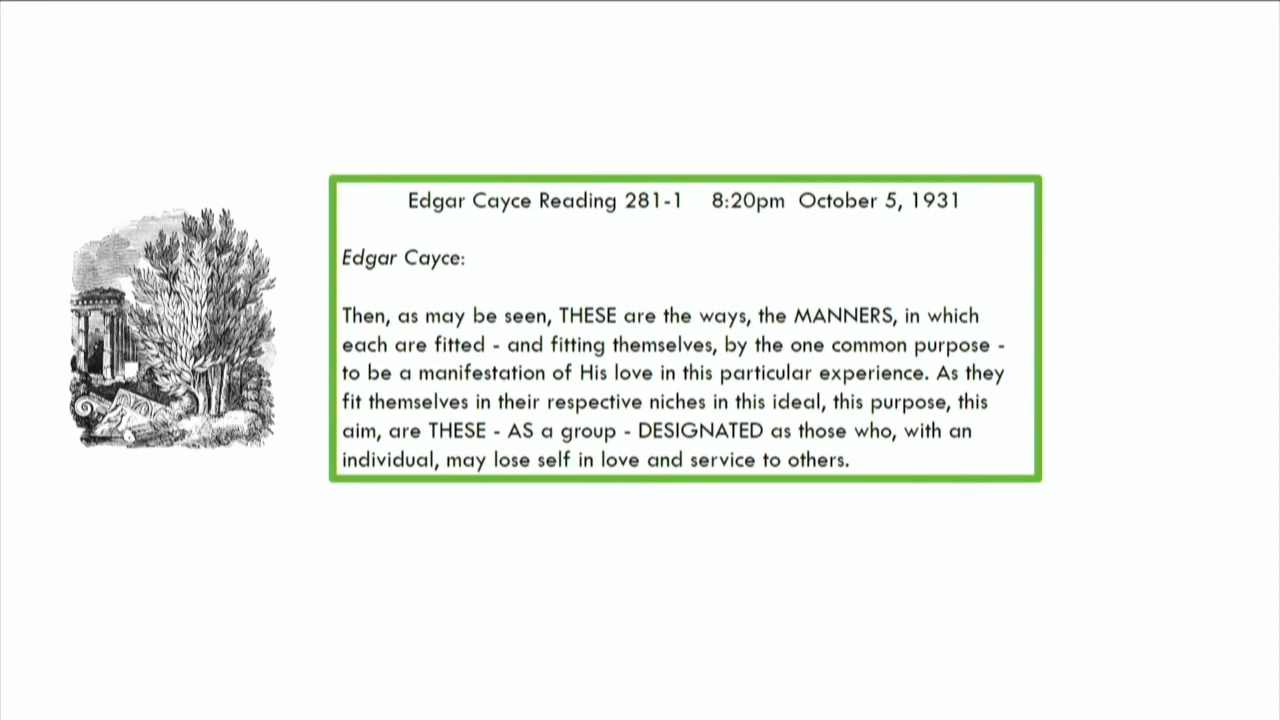 Edgar Cayce Reading 281-1 8:20pm October 5, 1931
Edgar Cayce:
Then, as may be seen, THESE are the ways, the MANNERS, in which
each are fitted - and fitting themselves, by the one common purpose -
to be a manifestation of His love in this particular experience. As they
fit themselves in their respective niches in this ideal, this purpose, this
aim, are THESE - AS a group - DESIGNATED as those who, with an
individual, may lose self in love and service to others.